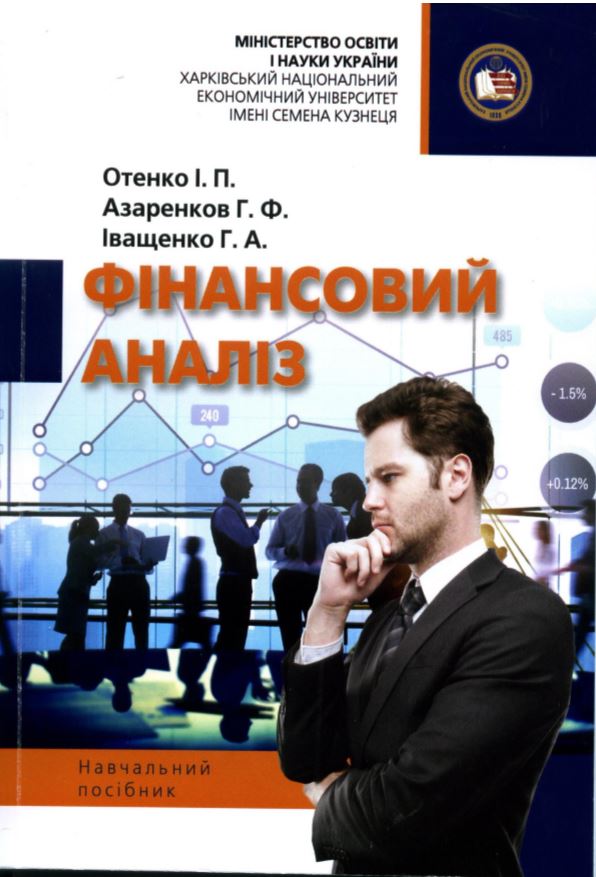 МІНІСТЕРСТВО ОСВІТИ
І НАУКИ УКРАЇНИ
ХАРКІВСЬКИЙ НАЦІОНАЛЬНИЙ
ЕКОНОМІЧНИЙ УНІВЕРСИТЕТ
ІМЕНІ СЕМЕНА КУЗНЕЦЯ
Отенко І. П.
Азаренков Г. Ф.
Іващенко Г. А.
ФІНАНСОВИЙ
АНАЛІЗ
485
- 1.5%
240
+0.12%
Навчальний
посібник